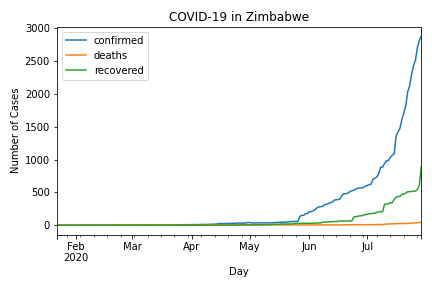 COVID-19 in Zimbabwe
confirmed
deaths
recovered
Number of Cases
3000
2500
2000
1500
1000
500
0
Feb
2020
Mar
Apr
May
Jun
Jul
Day